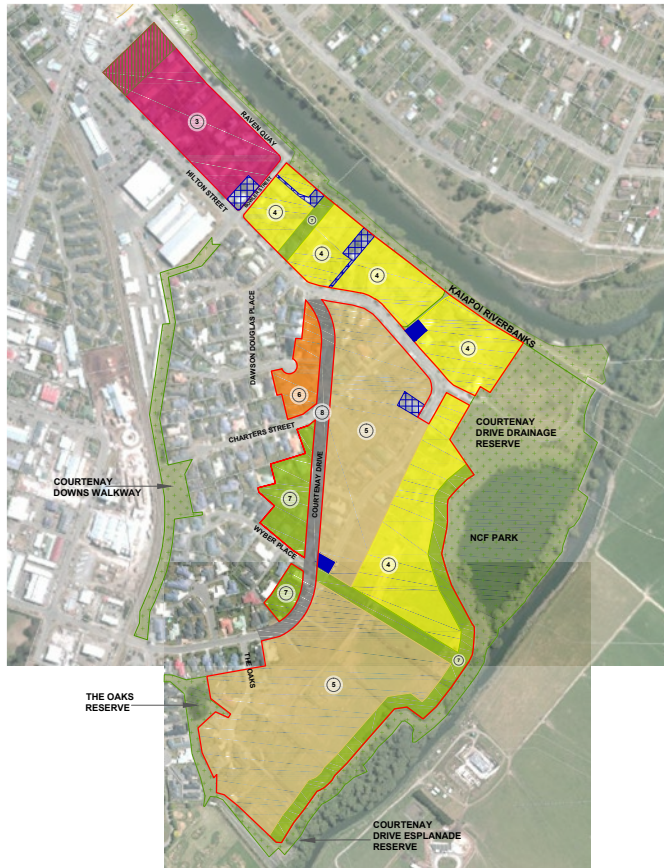 3
RAVEN QUAY
HILTON STREET
4
4
4
4
KAIAPOI RIVERBANKS
DAWSON DOUGLAS PLACE
6
8
CHARTERS STREET
5
COURTENAY
DRIVE DRAINAGE
RESERVE
COURTENAY
DOWNS WALKWAY
7
COURTENAY DRIVE
NCF PARK
WYBER PLACE
4
7
7
THE OAKS
5
THE OAKS
RESERVE
COURTENAY
DRIVE ESPLANADE
RESERVE